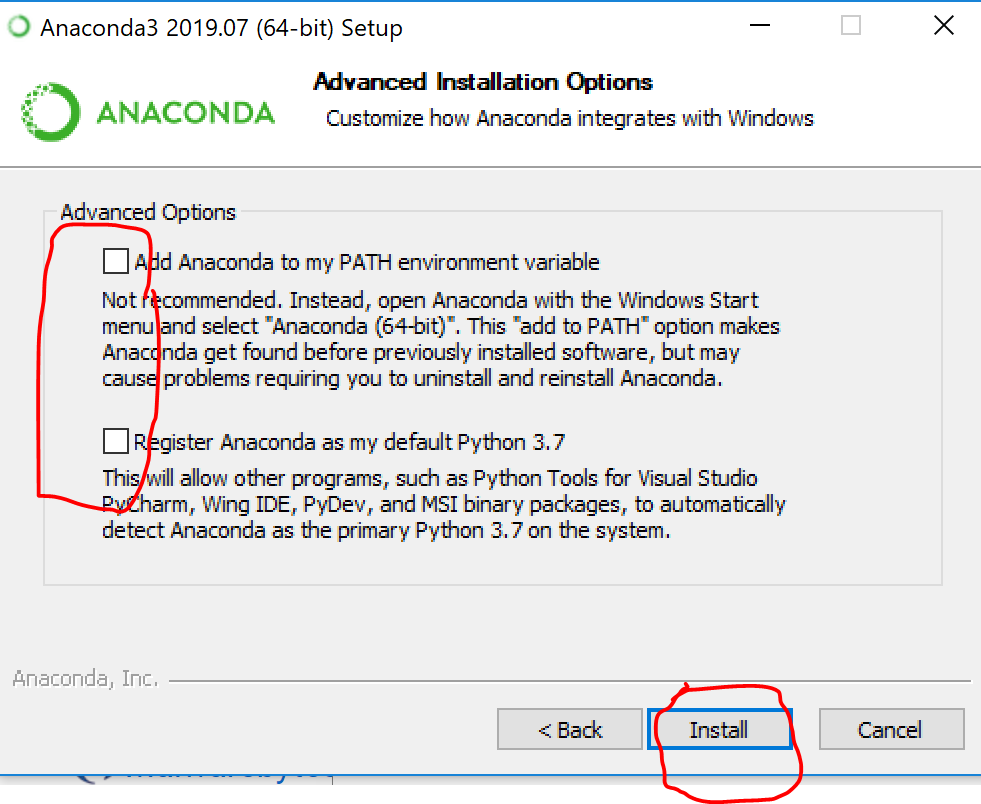 Anaconda3 2019.07 (64-bit) Setup
ANACONDA
Advanced Installation Options
Customize how Anaconda integrates with Windows
Advanced Options
Add Anaconda to my PATH environment variable
Not recommended. Instead, open Anaconda with the Windows Start
menu and select "Anaconda (64-bit)". This "add to PATH" option makes
Anaconda get found before previously installed software, but may
cause problems requiring you to uninstall and reinstall Anaconda.
Register Anaconda as my default Python 3.7
This will allow other programs, such as Python Tools for Visual Studio
PyCharm, Wing IDE, PyDev, and MSI binary packages, to automatically
detect Anaconda as the primary Python 3.7 on the system.
Anaconda, Inc.
< Back
Install
Cancel